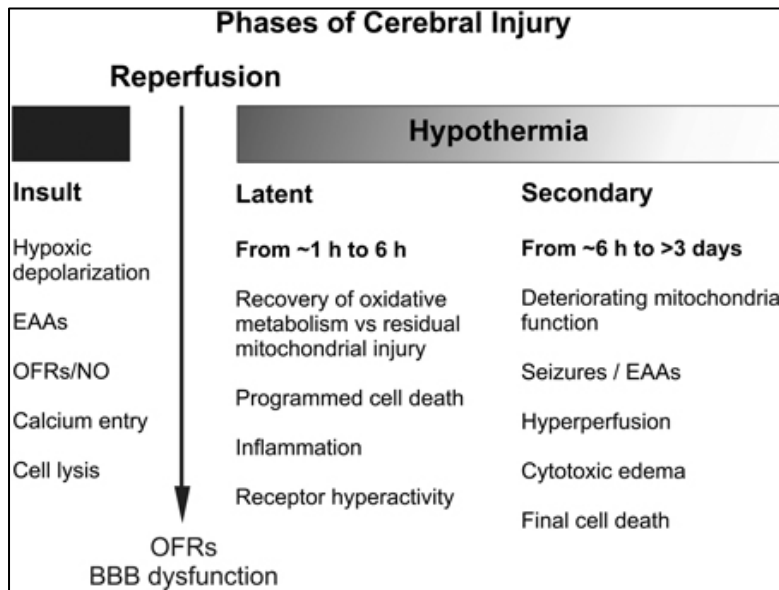 Phases of Cerebral Injury
Reperfusion
Hypothermia
Insult
Hypoxic
depolarization
EAAs
OFRs/NO
Calcium entry
Cell lysis
OFRs
BBB dysfunction
Latent
From ~1 h to 6 h
Recovery of oxidative
metabolism vs residual
mitochondrial injury
Programmed cell death
Inflammation
Receptor hyperactivity
Secondary
From ~6 h to >3 days
Deteriorating mitochondria
function
Seizures / EAAs
Hyperperfusion
Cytotoxic edema
Final cell death